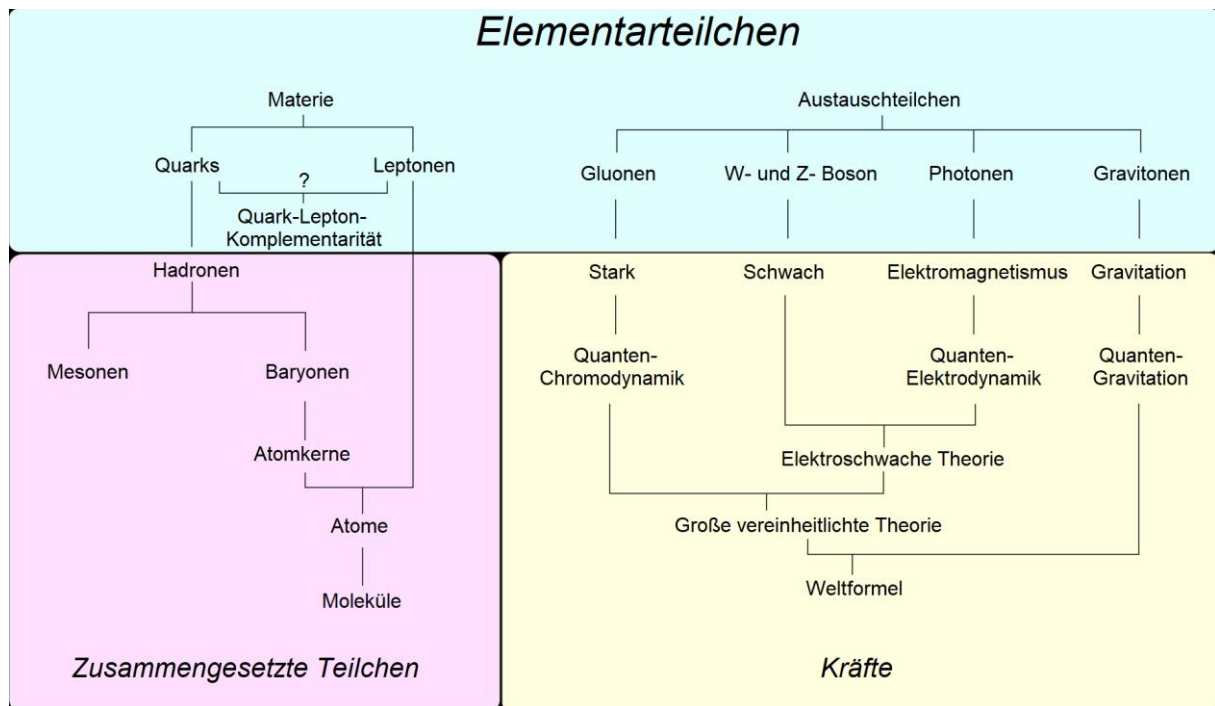 Elementarteilchen
Materie
Austauschteilchen
Quarks
Leptonen
?
Quark-Lepton-
Komplementarität
Gluonen
W- und Z- Boson
Photonen
Gravitonen
Hadronen
Mesonen
Baryonen
Atomkerne
Atome
Moleküle
Zusammengesetzte Teilchen
Stark
Schwach
Elektromagnetismus
Gravitation
Quanten-
Chromodynamik
Quanten-
Elektrodynamik
Quanten-
Gravitation
Elektroschwache Theorie
Große vereinheitlichte Theorie
Weltformel
Kräfte